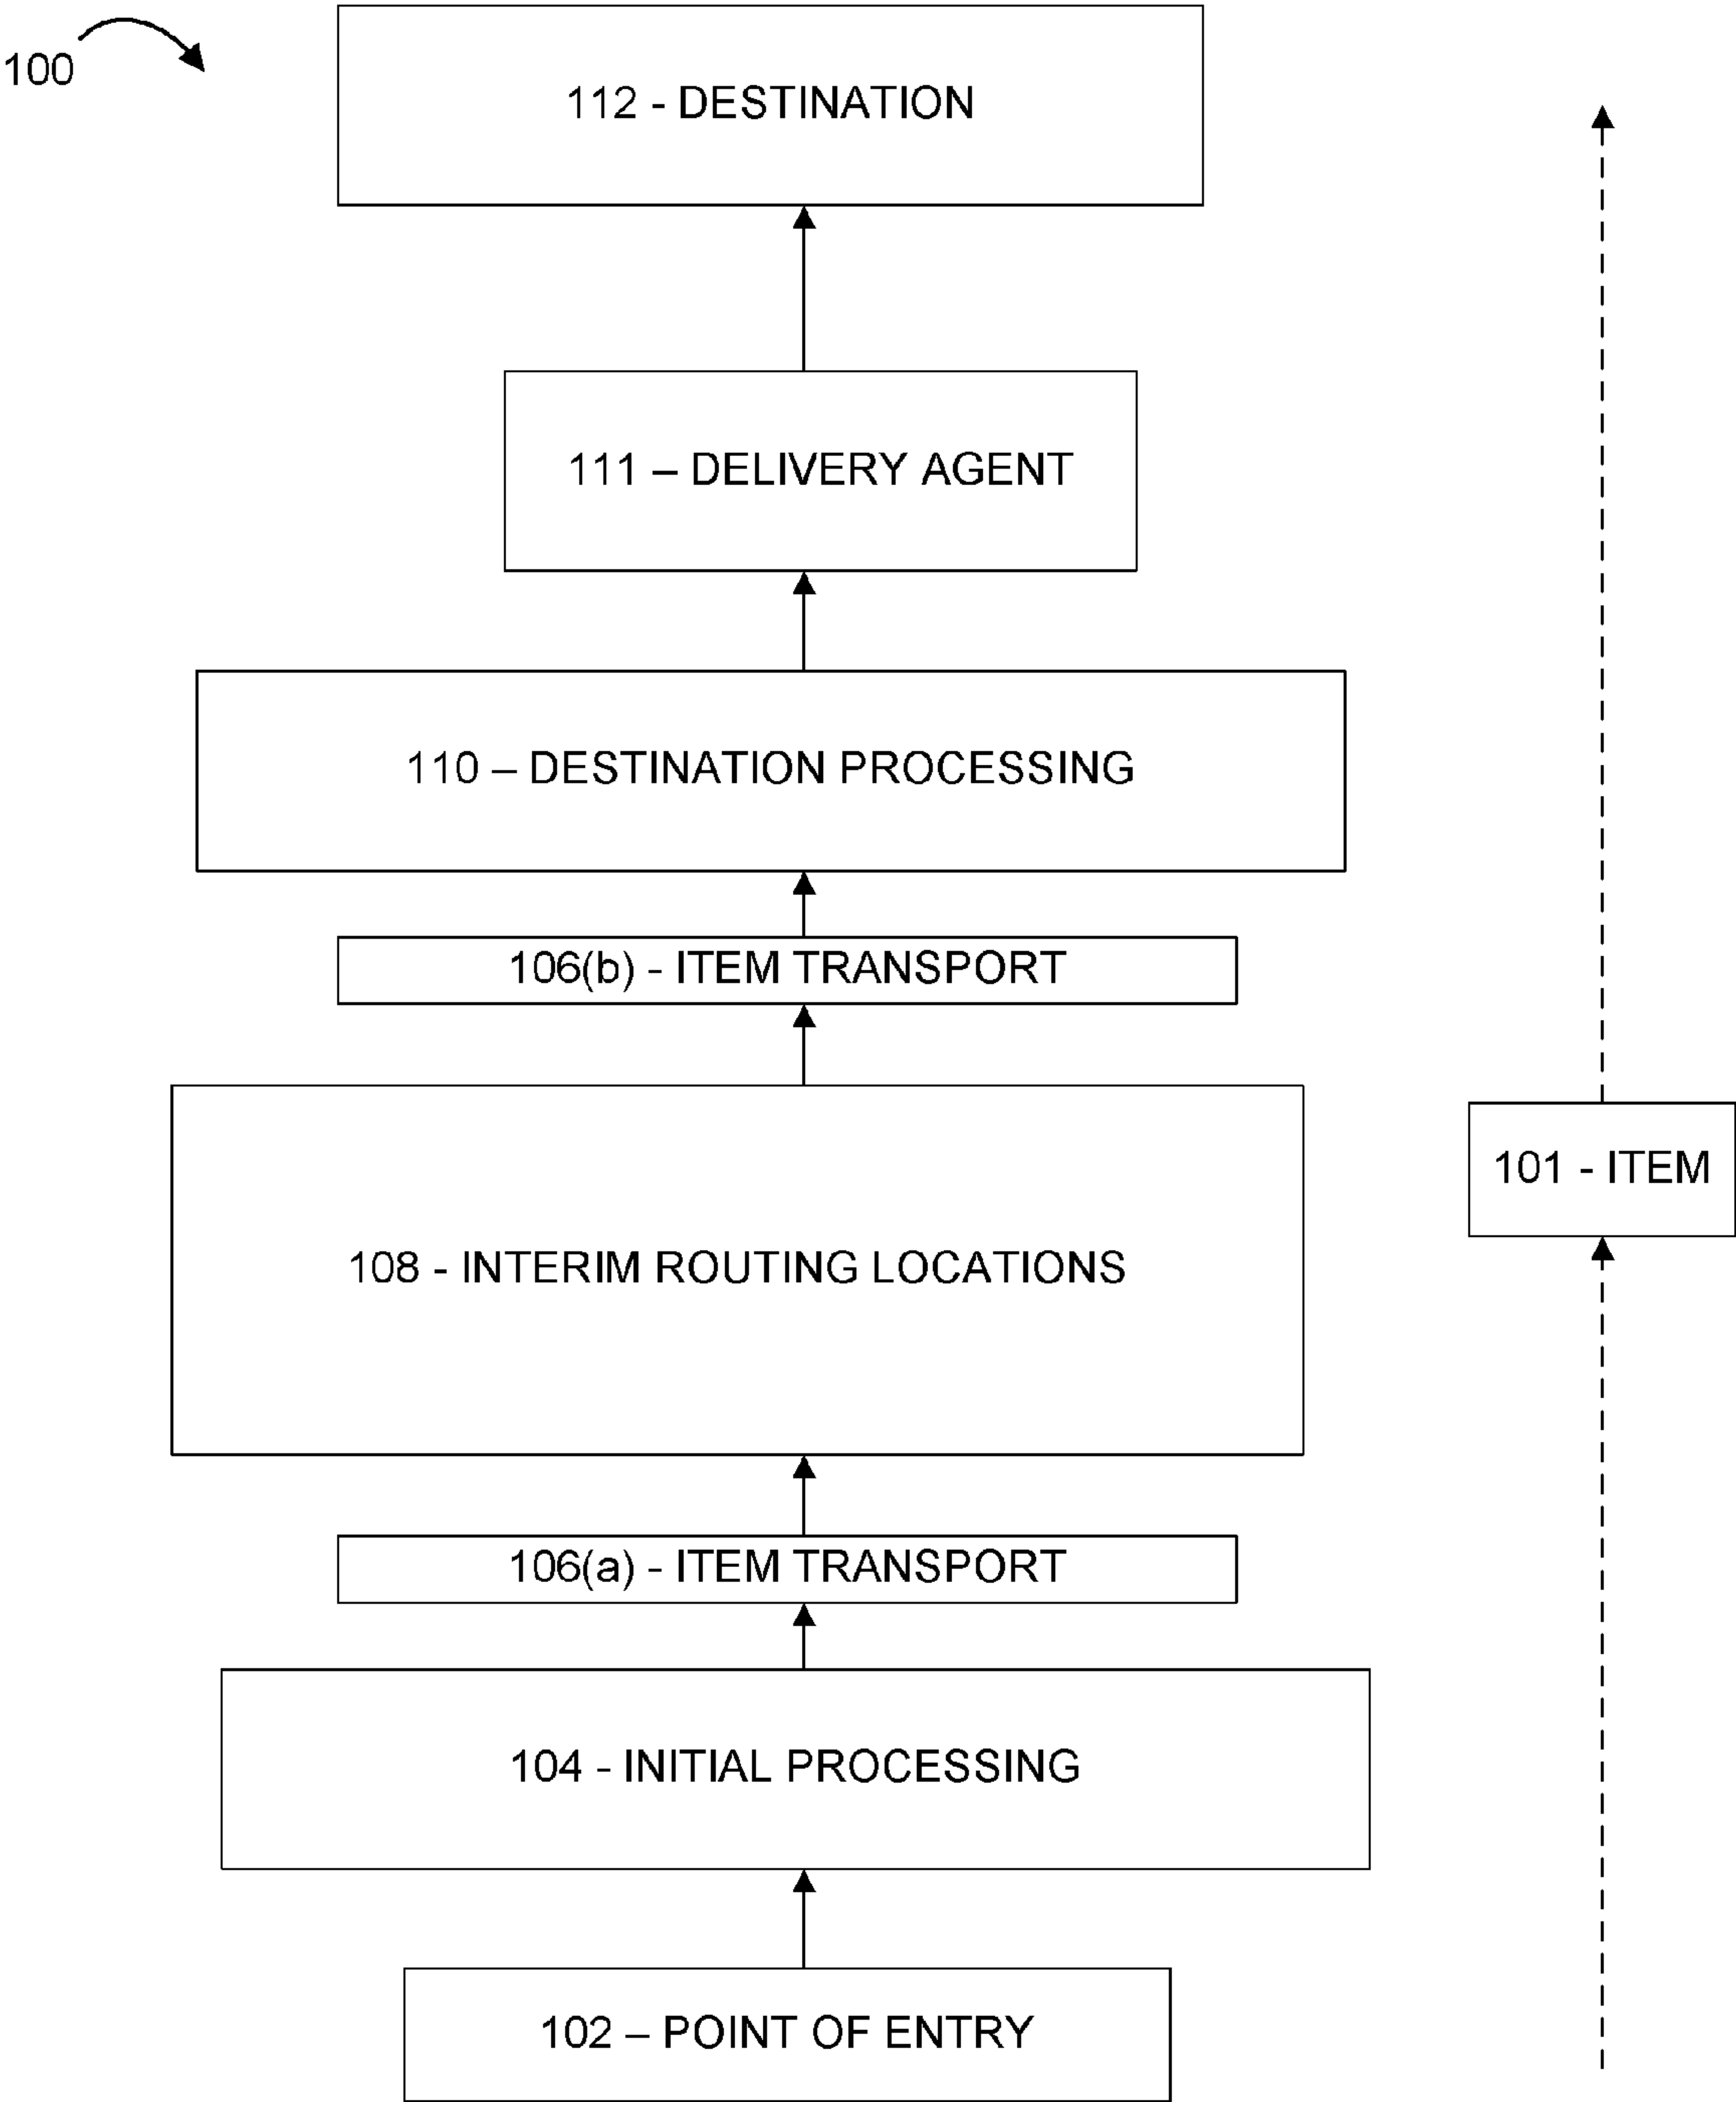 100
112 - DESTINATION
111 – DELIVERY AGENT
110 – DESTINATION PROCESSING
106(b) - ITEM TRANSPORT
101 - ITEM
108 - INTERIM ROUTING LOCATIONS
106(a) - ITEM TRANSPORT
104 - INITIAL PROCESSING
102 – POINT OF ENTRY